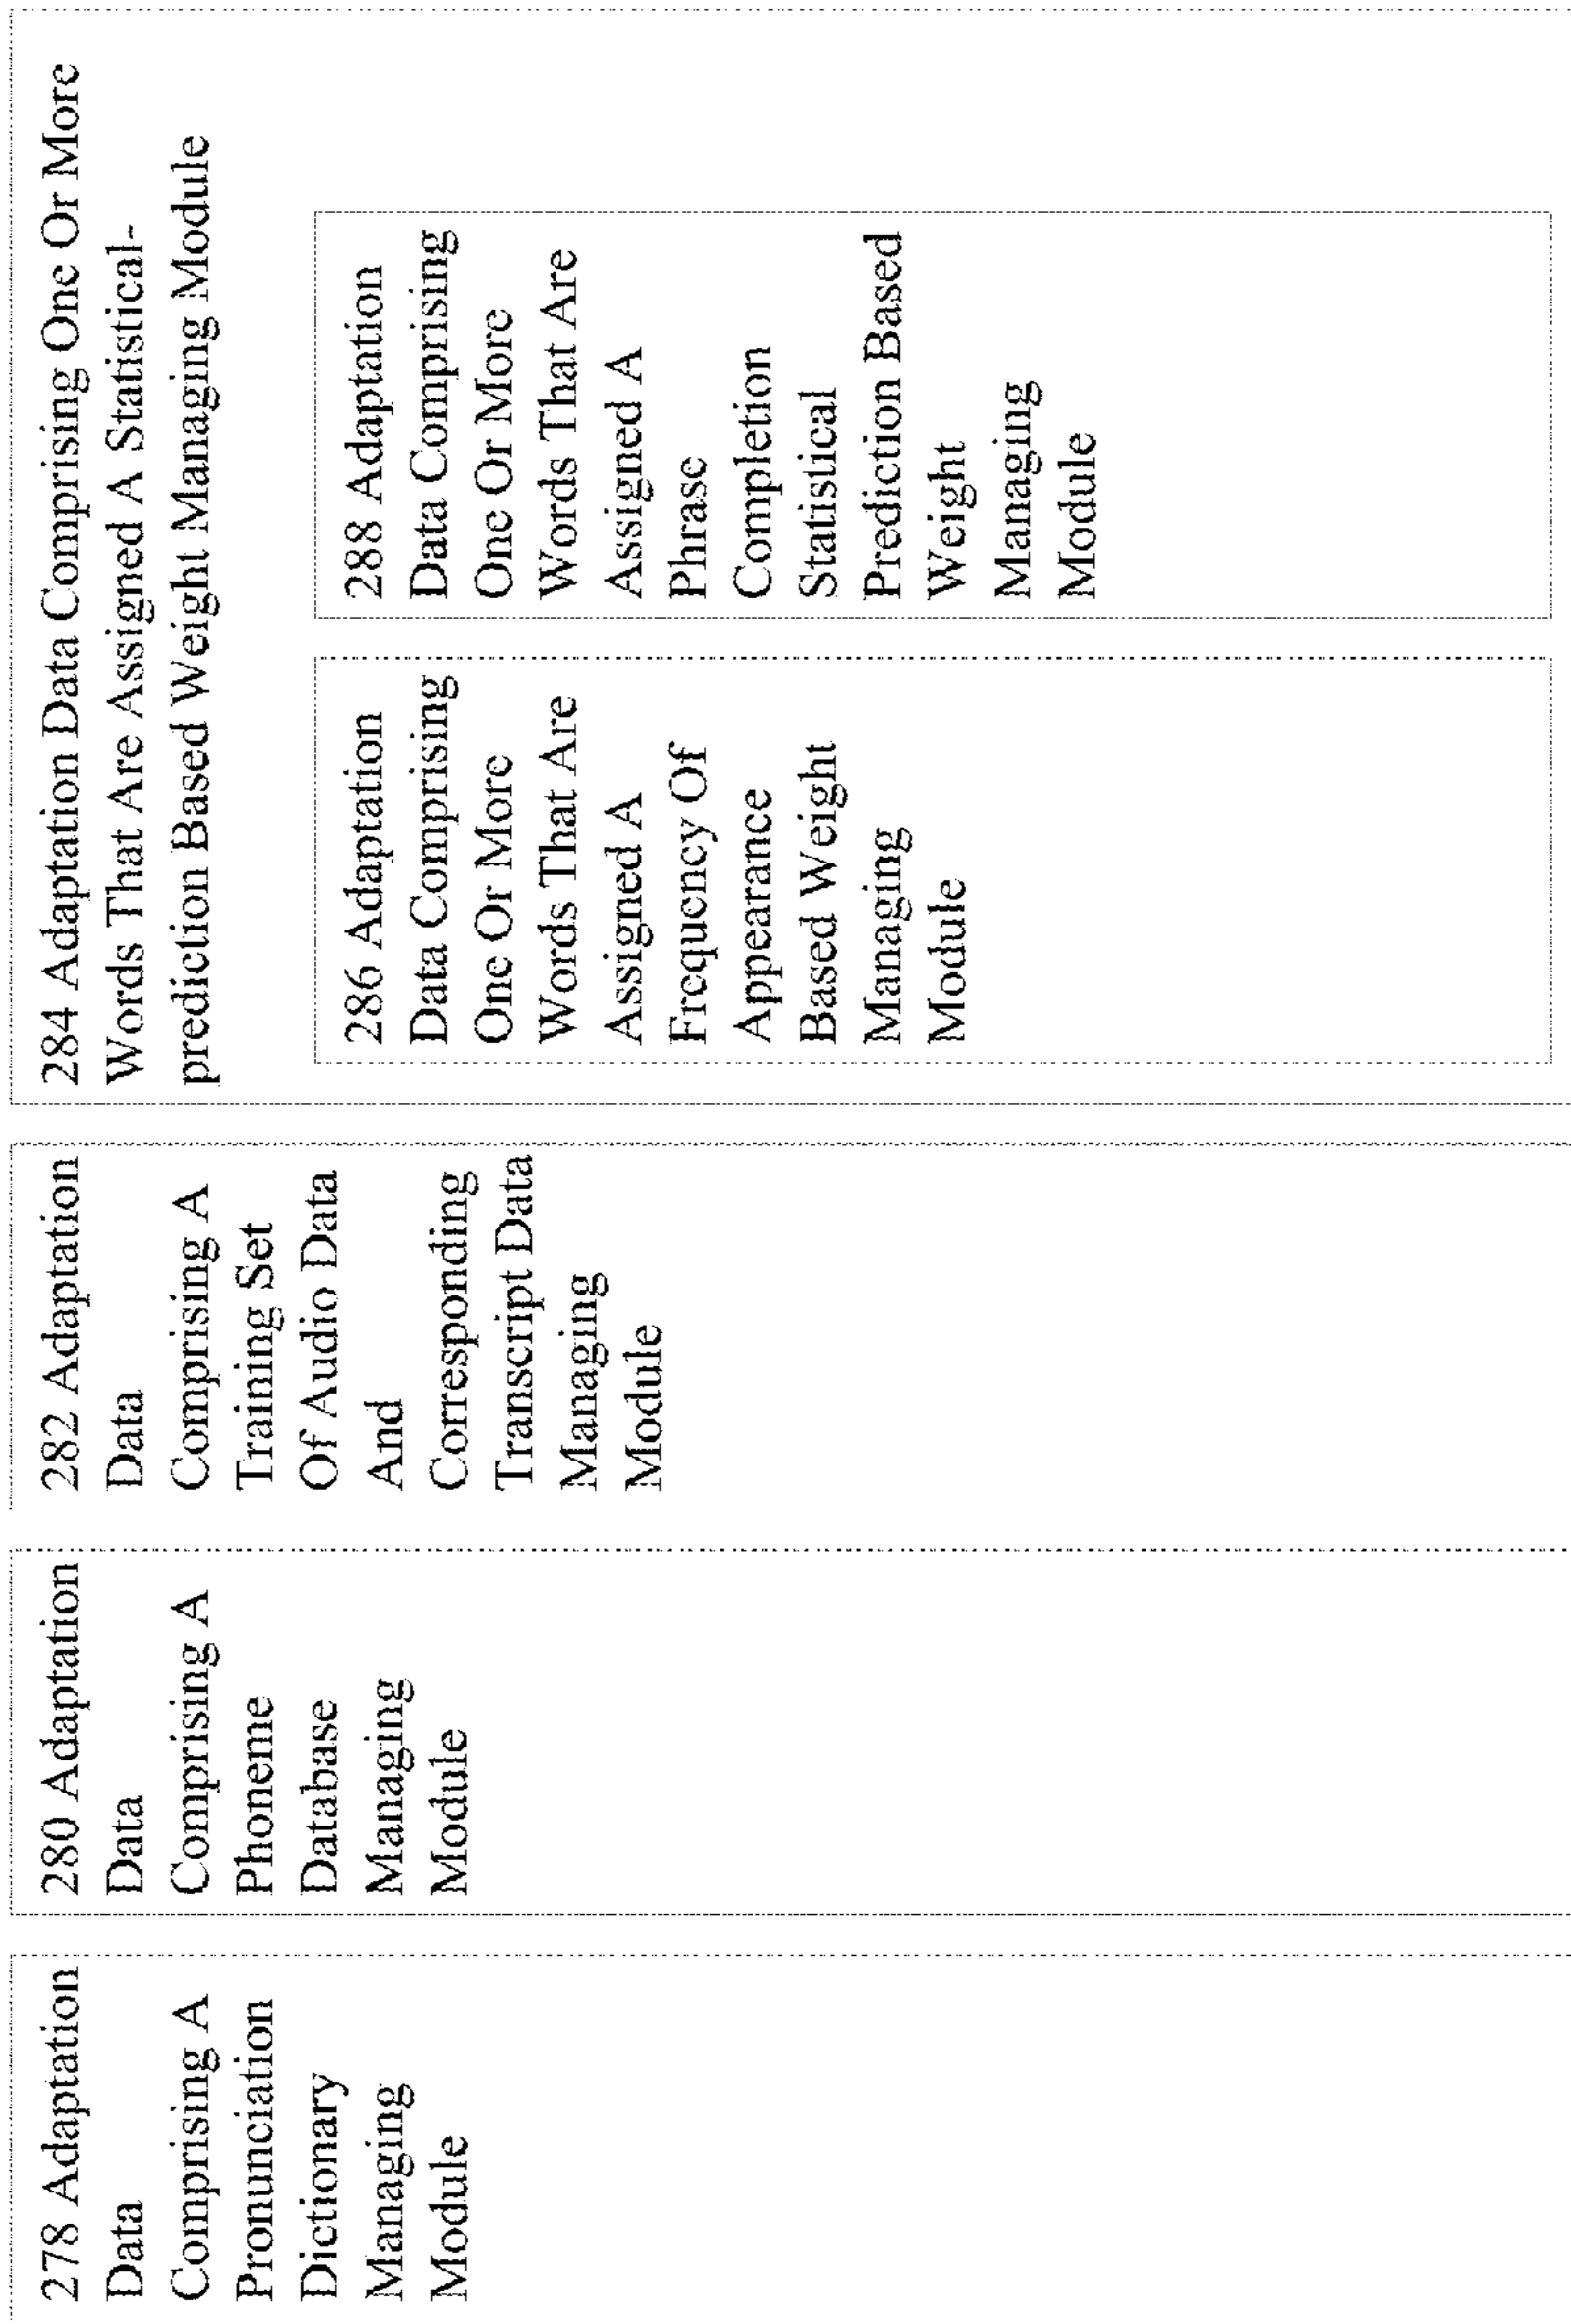 278 Adaptation
Data
Comprising A
Pronunciation
Dictionary
Managing
Module
280 Adaptation
Data
Comprising A
Phoneme
Database
Managing
Module
282 Adaptation
Data
Comprising A
Training Set
Of Audio Data
And
Corresponding
Transcript Data
Managing
Module
284 Adaptation Data Comprising One Or More
Words That Are Assigned A Statistical-
prediction Based Weight Managing Module
286 Adaptation
Data Comprising
One Or More
Words That Are
Assigned A
Frequency Of
Appearance
Based Weight
Managing
Module
288 Adaptation
Data Comprising
One Or More
Words That Are
Assigned A
Phrase
Completion
Statistical
Prediction Based
Weight
Managing
Module